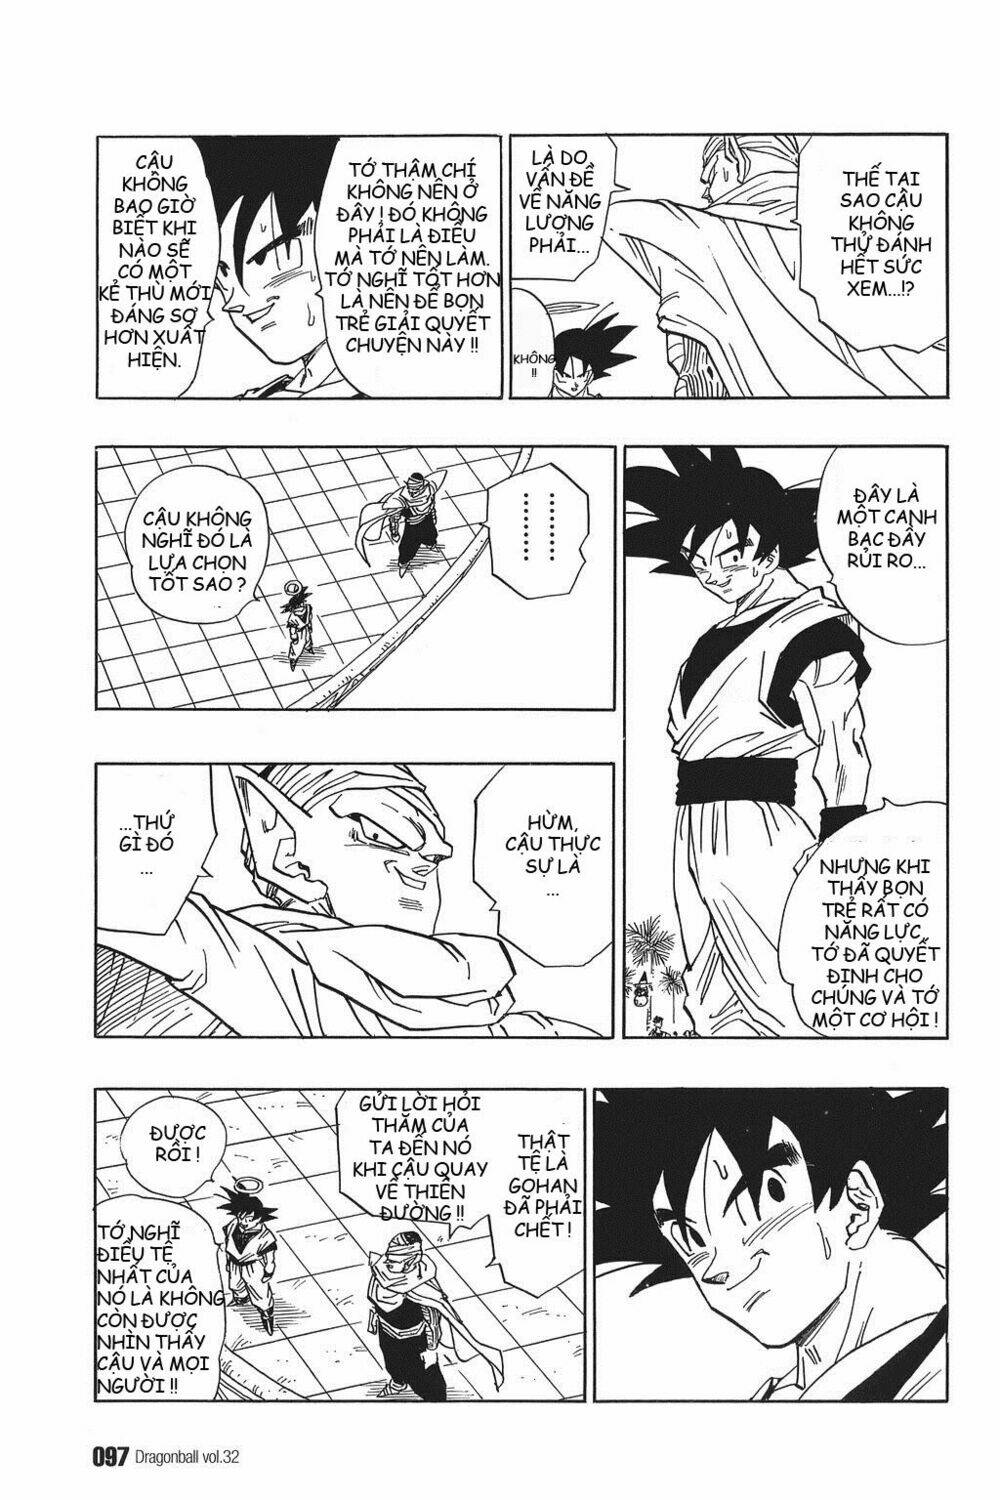 THẾ TAI
SAO CẬU
KHÔNG
THỬ ĐÁNH
HẾT SỨC
XEM...!?
LÀ DO
VẤN ĐỀ
VỀ NĂNG
LƯỢNG
PHẢI...
KHÔNG
!!
TỚ THẬM CHÍ
KHÔNG NÊN Ở
ĐÂY ! ĐÓ KHÔNG
PHẢI LÀ ĐIỀU
MÀ TỚ NÊN LÀM.
TỚ NGHĨ TỐT HƠN
LÀ NÊN ĐỂ BỌN
TRẺ GIẢI QUYẾT
CHUYỆN NÀY !!
CẬU
KHÔNG
BAO GIỜ
BIẾT KHI
NÀO SẼ
CÓ MỘT
KẺ THÙ MỚI
ĐÁNG SỢ
HƠN XUẤT
HIỆN.
ĐÂY LÀ
MỘT CANH
BẠC ĐẦY
RỦI RO...
NHƯNG KHI
THẤY BỌN
TRẺ RẤT CÓ
NĂNG LỰC,
TỚ ĐÃ QUYẾT
ĐỊNH CHO
CHÚNG VÀ TỚ
MỘT CƠ HỘI !
CẬU KHÔNG
NGHĨ ĐÓ LÀ
LỰA CHỌN
TỐT SAO ?
HỪM,
CẬU THỰC
SỰ LÀ
...
...THỨ
GÌ ĐÓ
...
THẬT
TỆ LÀ
GOHAN
ĐÃ PHẢI
CHẾT !
GỬI LỜI HỎI
THĂM CỦA
TA ĐẾN NÓ
KHI CẬU QUAY
VỀ THIÊN
ĐƯỜNG !!
ĐƯỢC
RỒI !
TỚ NGHĨ
ĐIỀU TỆ
NHẤT CỦA
NÓ LÀ KHÔNG
CÒN ĐƯỢC
NHÌN THẤY
CẬU VÀ MỌI
NGƯỜI !!
097 Dragonball vol.32